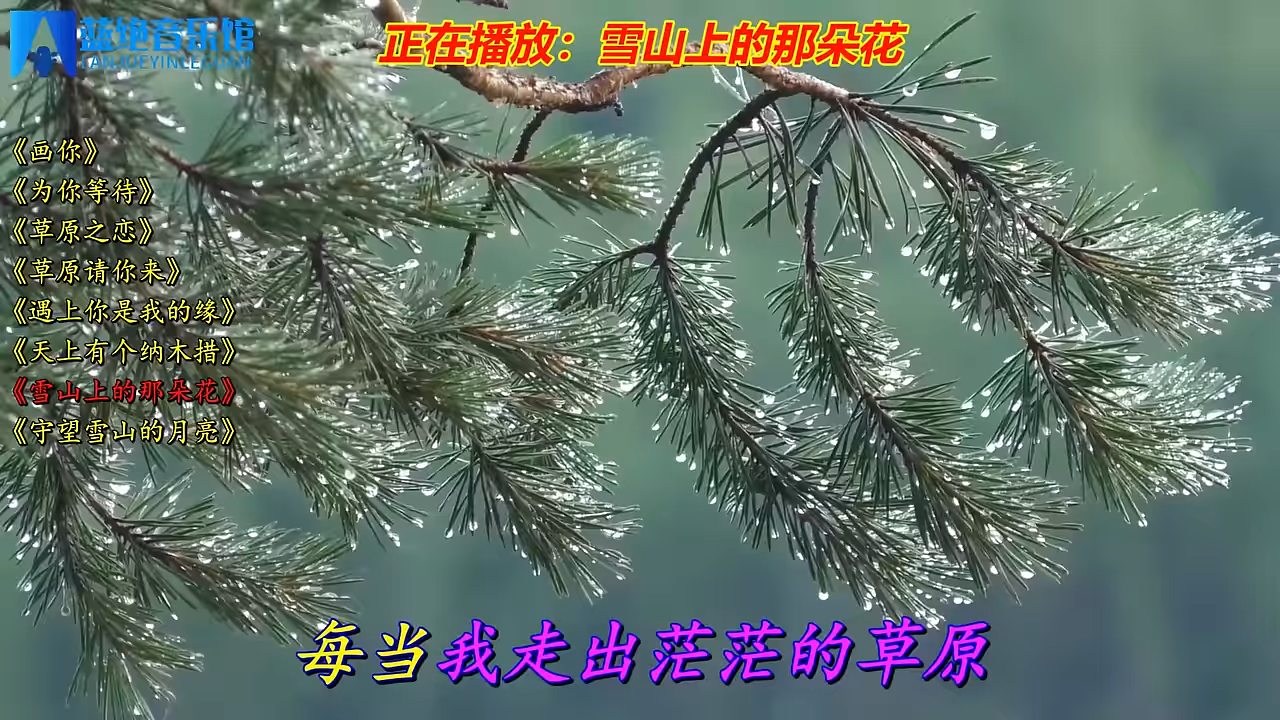 蓝绝音乐馆
LANJUEYINLEGUAN
正在播放：雪山上的那朵花
《画你》
《为你等待》
《草原之恋》
《草原请你来》
《遇上你是我的缘》
《天上有个纳木措》
《雪山上的那朵花》
《守望雪山的月亮》
每当我走出茫茫的草原